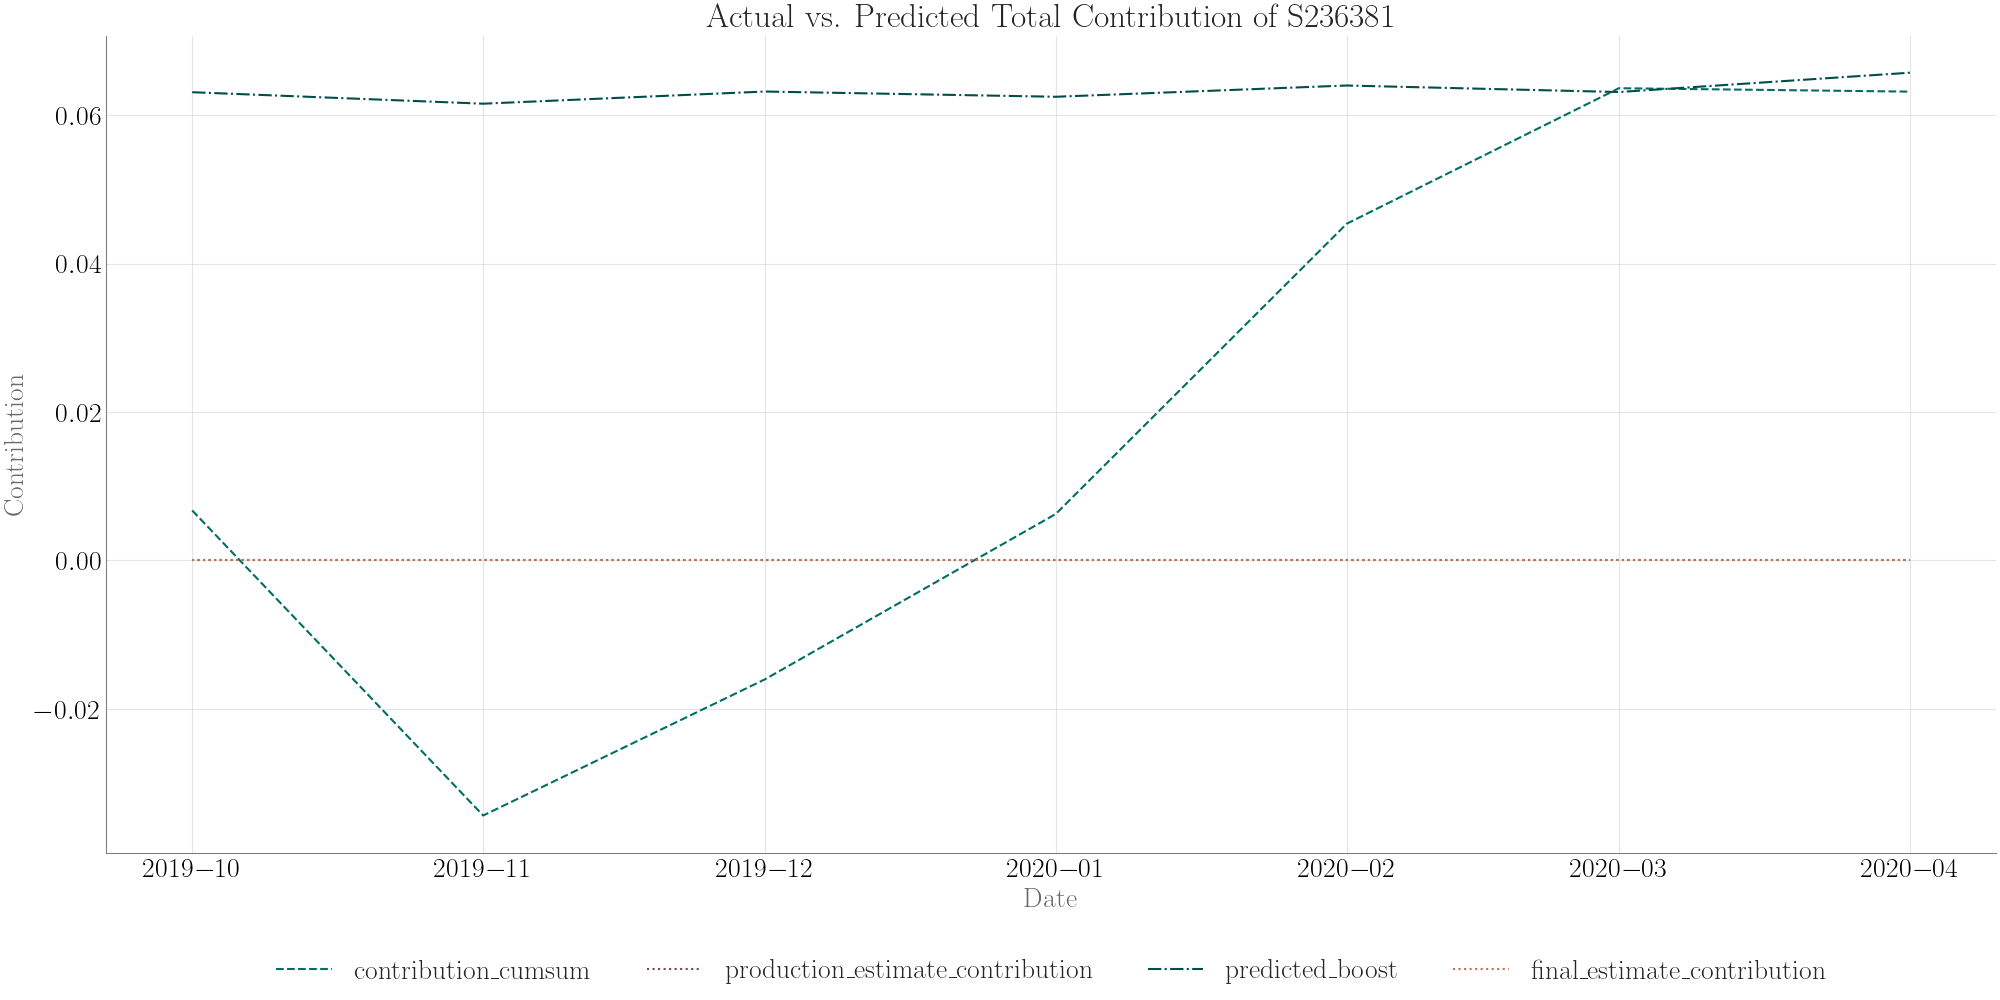 Actual vs. Predicted Total Contribution of S236381
Contribution
0.06
0.04
0.02
0.00
−0.02
2019−10 2019−11 2019−12 2020−01 2020−02 2020−03 2020−04
Date
contribution_cumsum production_estimate_contribution predicted_boost final_estimate_contribution